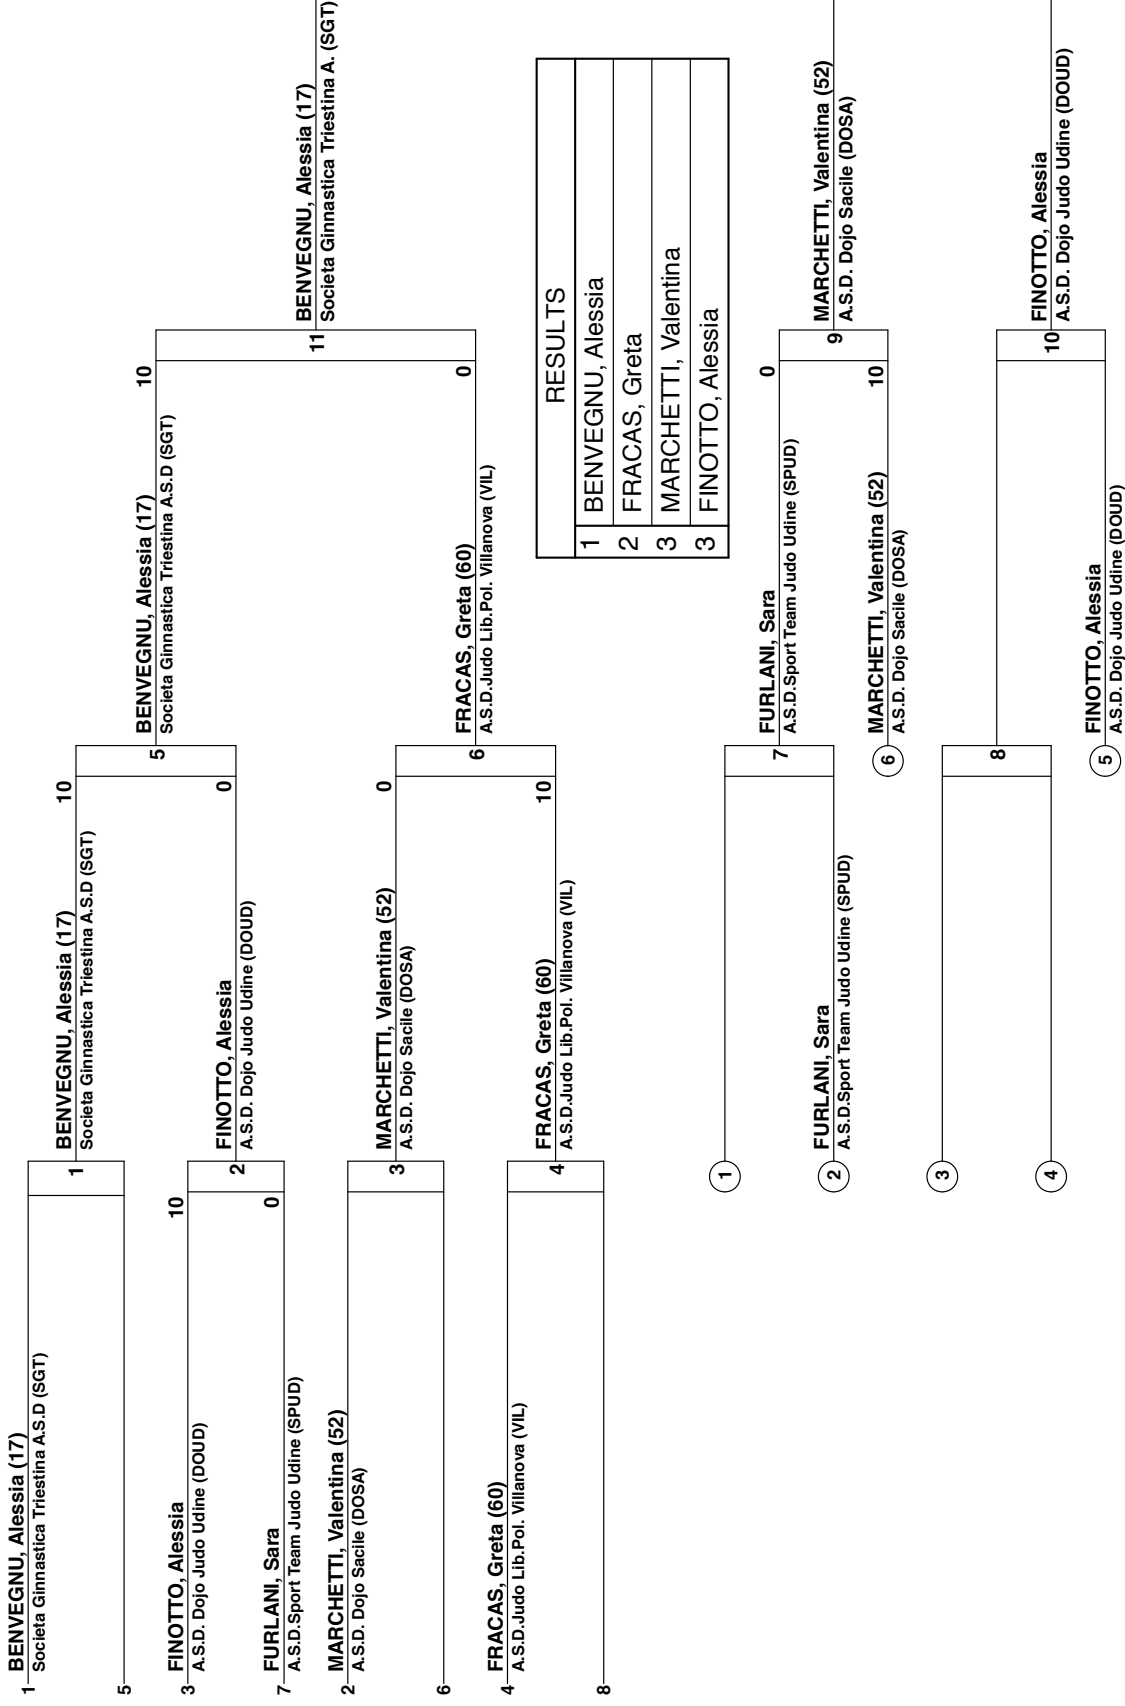 1
BENVEGNU, Alessia (17)
Societa Ginnastica Triestina A.S.D (SGT)
5
3
FINOTTO, Alessia
A.S.D. Dojo Judo Udine (DOUD)
7
FURLANI, Sara
A.S.D.Sport Team Judo Udine (SPUD)
2
MARCHETTI, Valentina (52)
A.S.D. Dojo Sacile (DOSA)
6
4
FRACAS, Greta (60)
A.S.D.Judo Lib.Pol. Villanova (VIL)
8
1
BENVEGNU, Alessia (17)
Societa Ginnastica Triestina A.S.D (SGT)
10
0
2
FINOTTO, Alessia
A.S.D. Dojo Judo Udine (DOUD)
3
MARCHETTI, Valentina (52)
A.S.D. Dojo Sacile (DOSA)
4
FRACAS, Greta (60)
A.S.D.Judo Lib.Pol. Villanova (VIL)
10
0
5
BENVEGNU, Alessia (17)
Societa Ginnastica Triestina A.S.D (SGT)
0
10
6
FRACAS, Greta (60)
A.S.D.Judo Lib.Pol. Villanova (VIL)
10
0
11
BENVEGNU, Alessia (17)
Societa Ginnastica Triestina A. (SGT)
RESULTS
1 BENVEGNU, Alessia
2 FRACAS, Greta
3 MARCHETTI, Valentina
3 FINOTTO, Alessia
1
2
FURLANI, Sara
A.S.D.Sport Team Judo Udine (SPUD)
3
4
7
FURLANI, Sara
A.S.D.Sport Team Judo Udine (SPUD)
6
MARCHETTI, Valentina (52)
A.S.D. Dojo Sacile (DOSA)
8
5
FINOTTO, Alessia
A.S.D. Dojo Judo Udine (DOUD)
0
10
9
MARCHETTI, Valentina (52)
A.S.D. Dojo Sacile (DOSA)
10
FINOTTO, Alessia
A.S.D. Dojo Judo Udine (DOUD)